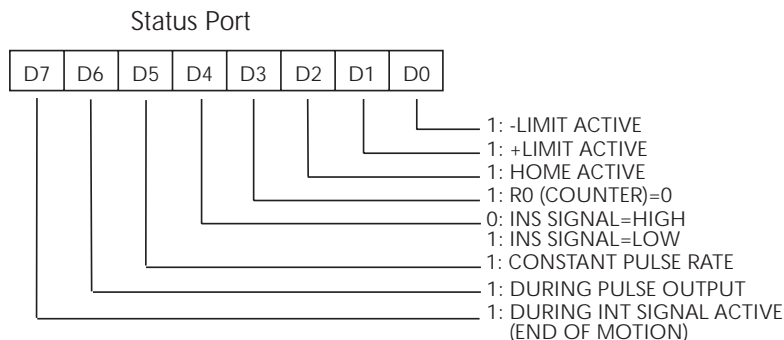 Status Port
D7 D6 D5 D4 D3 D2 D1 D0
1: -LIMIT ACTIVE
1: +LIMIT ACTIVE
1: HOME ACTIVE
1: R0 (COUNTER)=0
0: INS SIGNAL=HIGH
1: INS SIGNAL=LOW
1: CONSTANT PULSE RATE
1: DURING PULSE OUTPUT
1: DURING INT SIGNAL ACTIVE
(END OF MOTION)